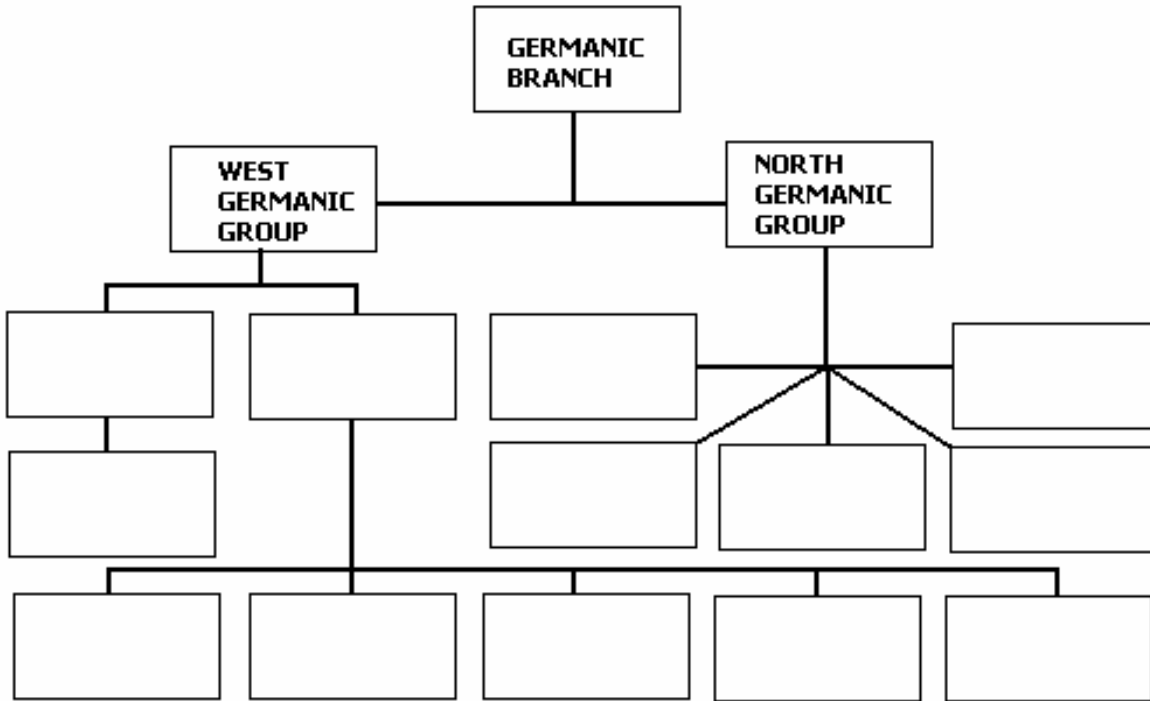 GERMANIC
BRANCH
WEST
GERMANIC
GROUP
NORTH
GERMANIC
GROUP